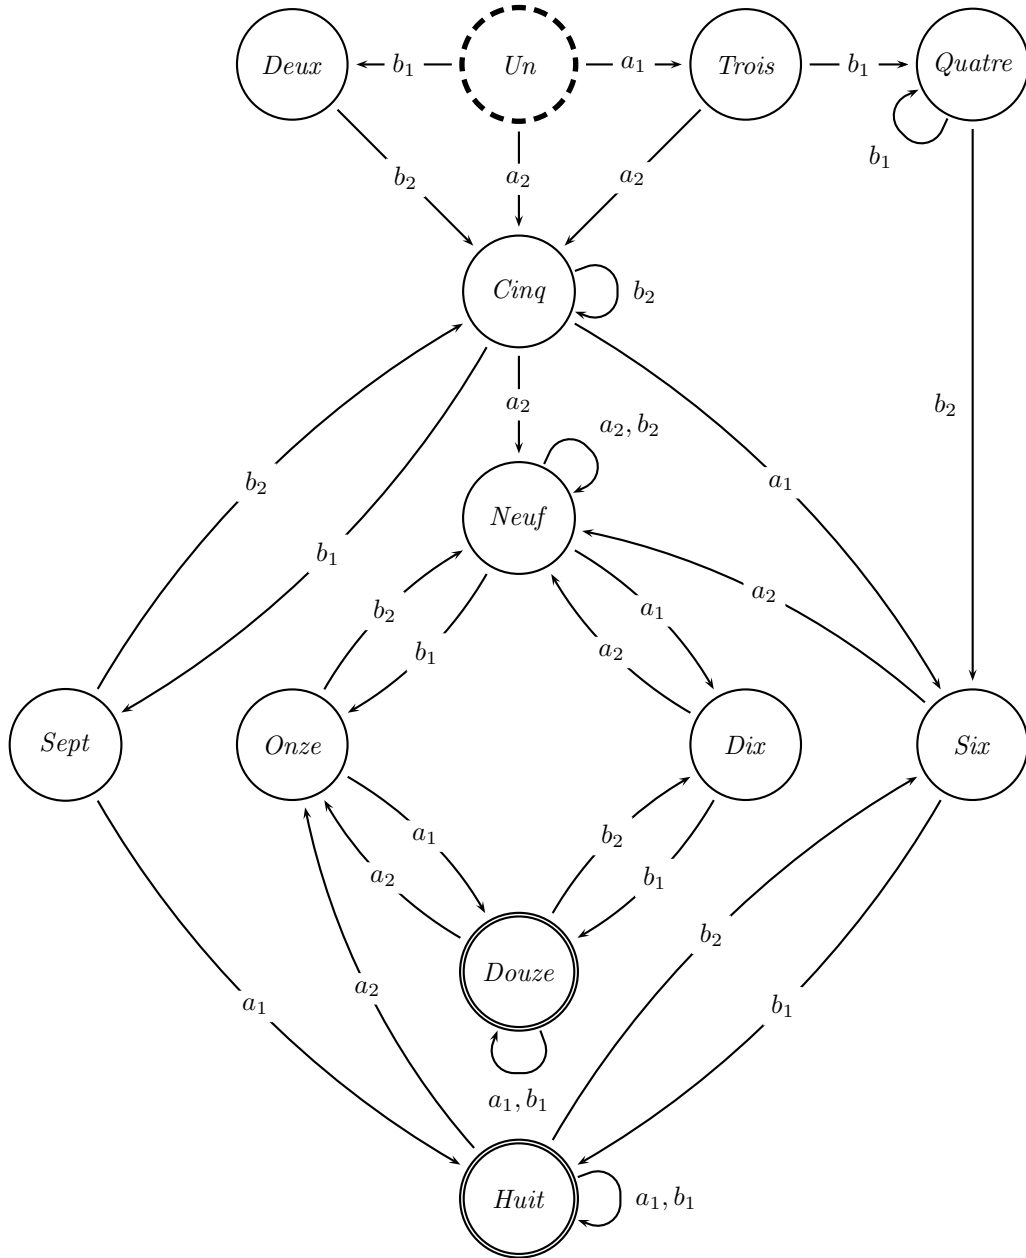 Deux b₁ Un a₁ Trois b₁ Quatre
b₁
b₂ a₂ a₂
Cinq b₂
a₂
b₂
a₂, b₂
b₂ a₁
Neuf
b₁
a₂
b₂ a₁
b₁ a₂
Sept Onze Dix Six
a₁ b₂
a₂ b₁
b₂
Douze
a₂
a₁ b₁
a₁, b₁
Huit a₁, b₁